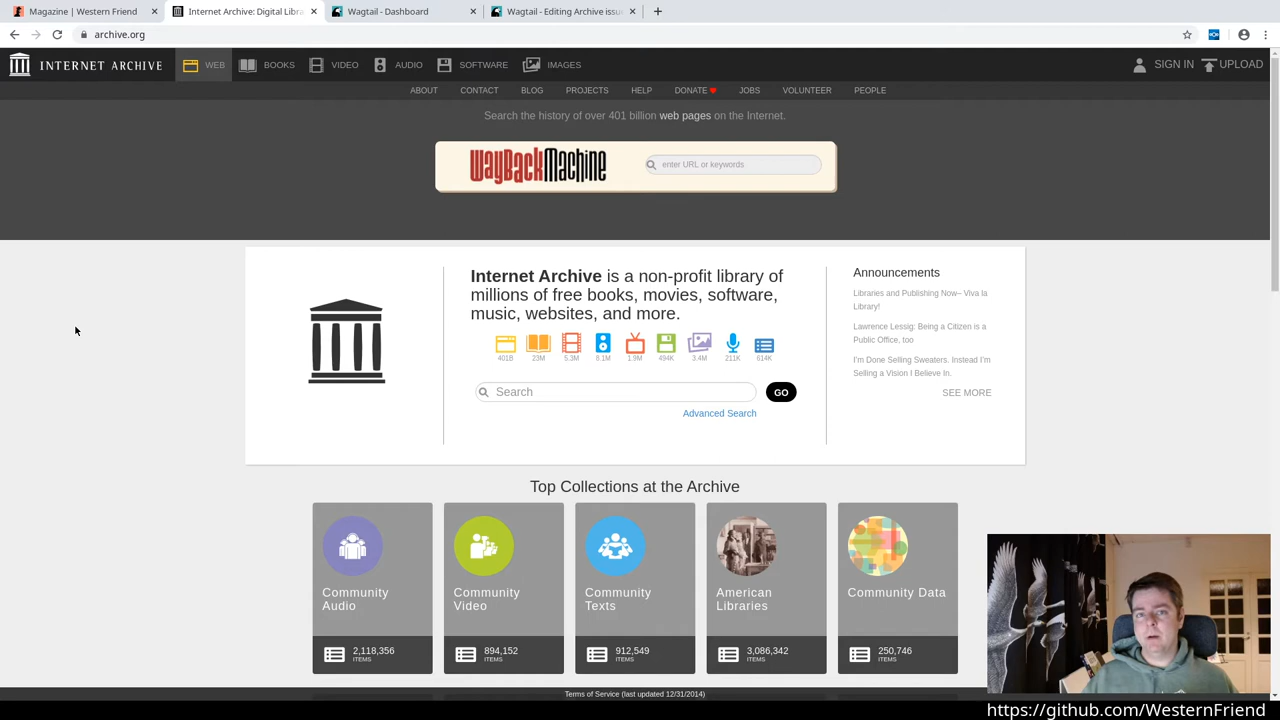 Magazine | Western Friend
Internet Archive: Digital Libra
Wagtail - Dashboard
Wagtail - Editing Archive issu
archive.org
INTERNET ARCHIVE
WEB
BOOKS
VIDEO
AUDIO
SOFTWARE
IMAGES
SIGN IN
UPLOAD
ABOUT
CONTACT
BLOG
PROJECTS
HELP
DONATE
JOBS
VOLUNTEER
PEOPLE
Search the history of over 401 billion web pages on the Internet.
WayBackMachine
enter URL or keywords
Internet Archive is a non-profit library of
millions of free books, movies, software,
music, websites, and more.
401B
23M
5.3M
8.1M
1.9M
494K
3.4M
211K
614K
Search
GO
Advanced Search
Announcements
Libraries and Publishing Now– Viva la
Library!
Lawrence Lessig: Being a Citizen is a
Public Office, too
I'm Done Selling Sweaters. Instead I'm
Selling a Vision I Believe In.
SEE MORE
Top Collections at the Archive
Community
Audio
2,118,356
ITEMS
Community
Video
894,152
ITEMS
Community
Texts
912,549
ITEMS
American
Libraries
3,086,342
ITEMS
Community Data
250,746
ITEMS
Terms of Service (last updated 12/31/2014)
https://github.com/WesternFriend